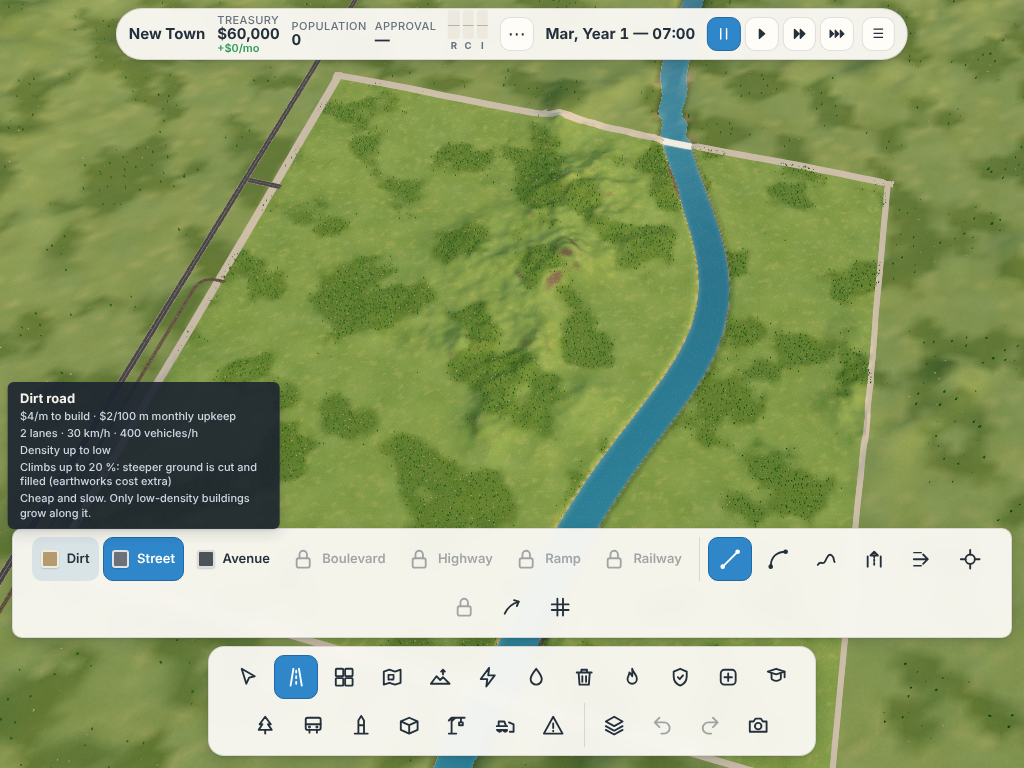 New Town
TREASURY
$60,000
+$0/mo
POPULATION
0
APPROVAL
—
R C I
Mar, Year 1 — 07:00
Dirt road
$4/m to build · $2/100 m monthly upkeep
2 lanes · 30 km/h · 400 vehicles/h
Density up to low
Climbs up to 20 %: steeper ground is cut and
filled (earthworks cost extra)
Cheap and slow. Only low-density buildings
grow along it.
Dirt
Street
Avenue
Boulevard
Highway
Ramp
Railway